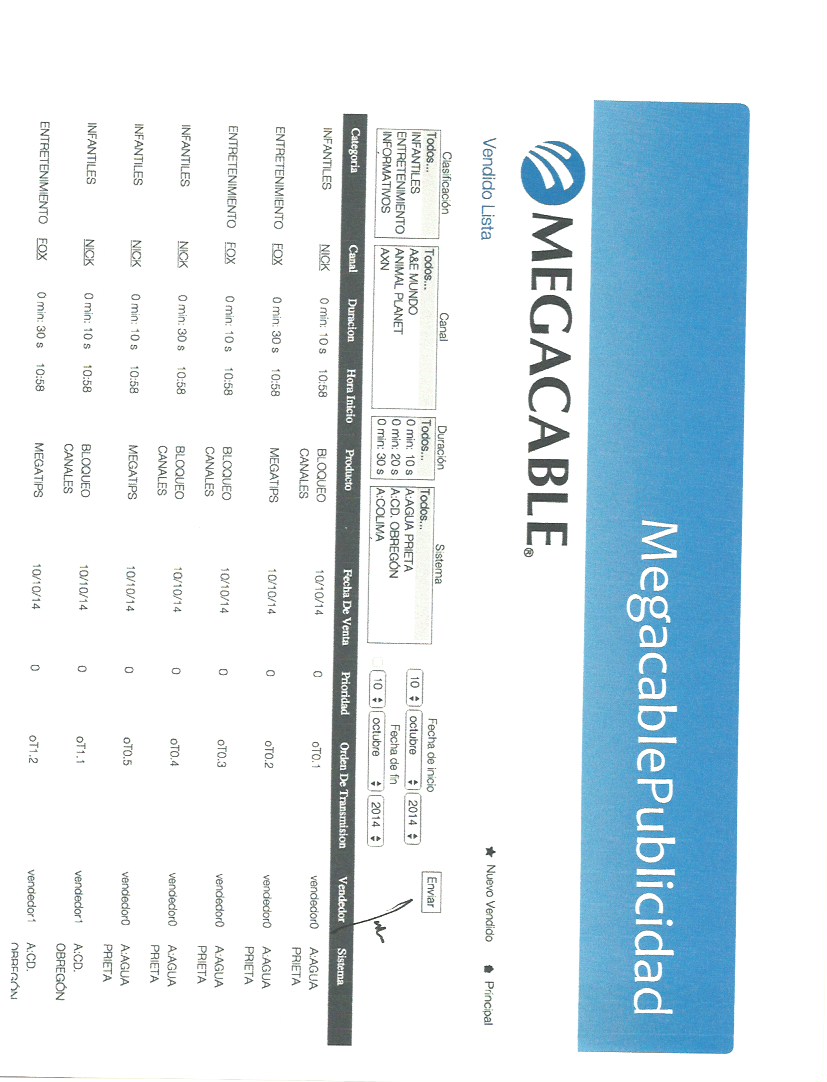 MegacablePublicidad
MEGACABLE®
Vendido Lista
★ Nuevo Vendido Principal
Clasificación Canal Duración Sistema Fecha de inicio
Todos... Todos... Todos... Todos... 10 octubre 2014 Enviar
INFANTILES A&E MUNDO 0 min: 10 s A:AGUA PRIETA Fecha de fin
ENTRETENIMIENTO ANIMAL PLANET 0 min: 20 s A:CD. OBREGÓN 10 octubre 2014
INFORMATIVOS AXN 0 min: 30 s A:COLIMA
Categoria Canal Duracion Hora Inicio Producto Fecha De Venta Prioridad Orden De Transmision Vendedor Sistema
INFANTILES NICK 0 min: 10 s 10:58 BLOQUEO 10/10/14 0 oT0.1 vendedor0 A:AGUA
CANALES PRIETA
ENTRETENIMIENTO FOX 0 min: 30 s 10:58 MEGATIPS 10/10/14 0 oT0.2 vendedor0 A:AGUA
PRIETA
ENTRETENIMIENTO FOX 0 min: 10 s 10:58 BLOQUEO 10/10/14 0 oT0.3 vendedor0 A:AGUA
CANALES PRIETA
INFANTILES NICK 0 min: 30 s 10:58 BLOQUEO 10/10/14 0 oT0.4 vendedor0 A:AGUA
CANALES PRIETA
INFANTILES NICK 0 min: 10 s 10:58 MEGATIPS 10/10/14 0 oT0.5 vendedor0 A:AGUA
PRIETA
INFANTILES NICK 0 min: 10 s 10:58 BLOQUEO 10/10/14 0 oT1.1 vendedor1 A:CD.
CANALES OBREGÓN
ENTRETENIMIENTO FOX 0 min: 30 s 10:58 MEGATIPS 10/10/14 0 oT1.2 vendedor1 A:CD.
OBREGÓN